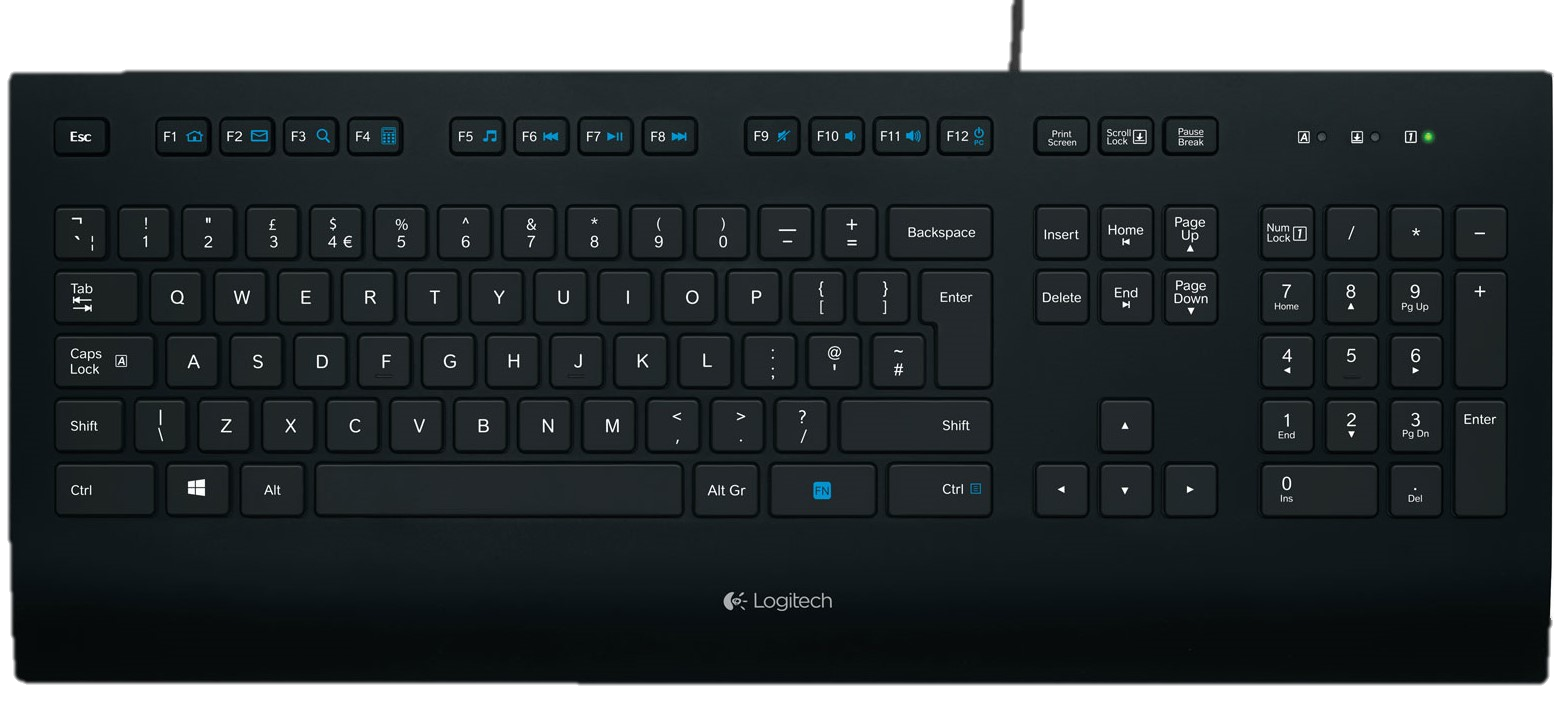 Esc F1 F2 F3 F4 F5 F6 F7 F8 F9 F10 F11 F12 PC Print Screen Scroll Lock Pause Break A 1
¬ ` ¦ ! 1 " 2 £ 3 $ 4 € % 5 ^ 6 & 7 * 8 ( 9 ) 0 — - + = Backspace Insert Home Page Up Num Lock 1 / * -
Tab Q W E R T Y U I O P { [ } ] Enter Delete End Page Down 7 Home 8 9 Pg Up +
Caps Lock A A S D F G H J K L : ; @ ' ~ # 4 5 6
Shift | \ Z X C V B N M < , > . ? / Shift 1 End 2 3 Pg Dn Enter
Ctrl Alt Alt Gr FN Ctrl 0 Ins . Del
Logitech